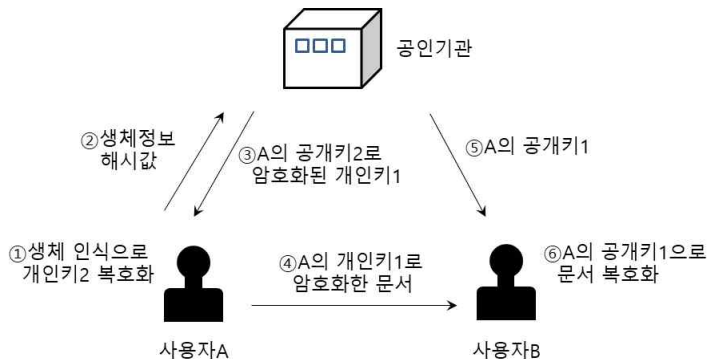 공인기관
②생체정보
해시값
③A의 공개키2로
암호화된 개인키1
⑤A의 공개키1
①생체 인식으로
개인키2 복호화
④A의 개인키1로
암호화한 문서
⑥A의 공개키1으로
문서 복호화
사용자A
사용자B